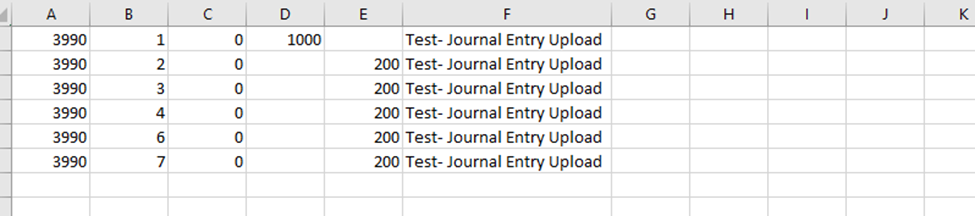 A B C D E F G H I J K
3990 1 0 1000 Test- Journal Entry Upload
3990 2 0 200 Test- Journal Entry Upload
3990 3 0 200 Test- Journal Entry Upload
3990 4 0 200 Test- Journal Entry Upload
3990 6 0 200 Test- Journal Entry Upload
3990 7 0 200 Test- Journal Entry Upload